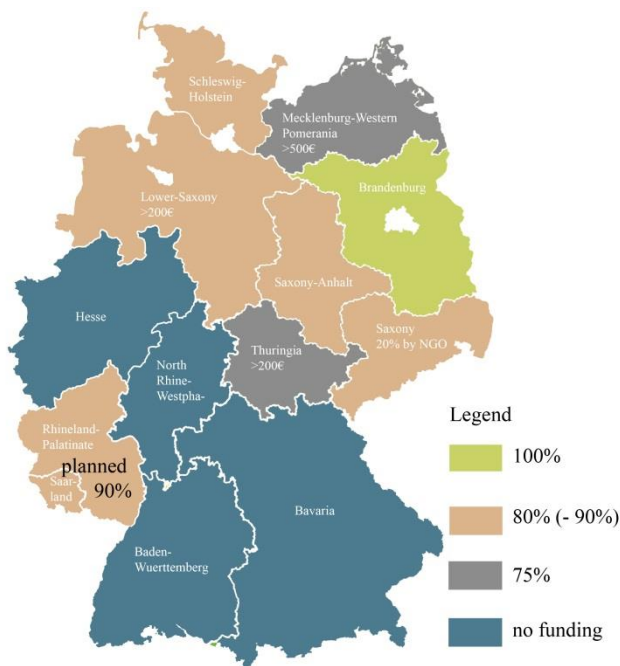 Schleswig-
Holstein
Mecklenburg-Western
Pomerania
>500€
Brandenburg
Lower-Saxony
>200€
Saxony-Anhalt
Hesse
Saxony
20% by NGO
Thuringia
>200€
North
Rhine-
Westpha-
Rhineland-
Palatinate
planned
90%
Saar-
land
Bavaria
Baden-
Wuerttemberg
Legend
100%
80% (- 90%)
75%
no funding